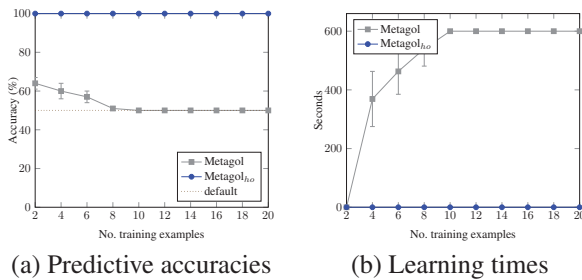 100
80
60
40
20
0
2 4 6 8 10 12 14 16 18 20
Accuracy (%)
No. training examples
Metagol
Metagol_ho
default
(a) Predictive accuracies
600
400
200
0
2 4 6 8 10 12 14 16 18 20
Seconds
No. training examples
Metagol
Metagol_ho
(b) Learning times